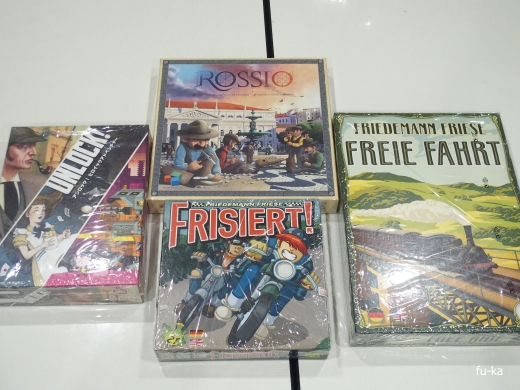 ROSSIO
UNLOCK!
FRIEDEMANN FRIESE
FREIE FAHRT
FRIEDEMANN FRIESE
FRISIERT!
fu-ka